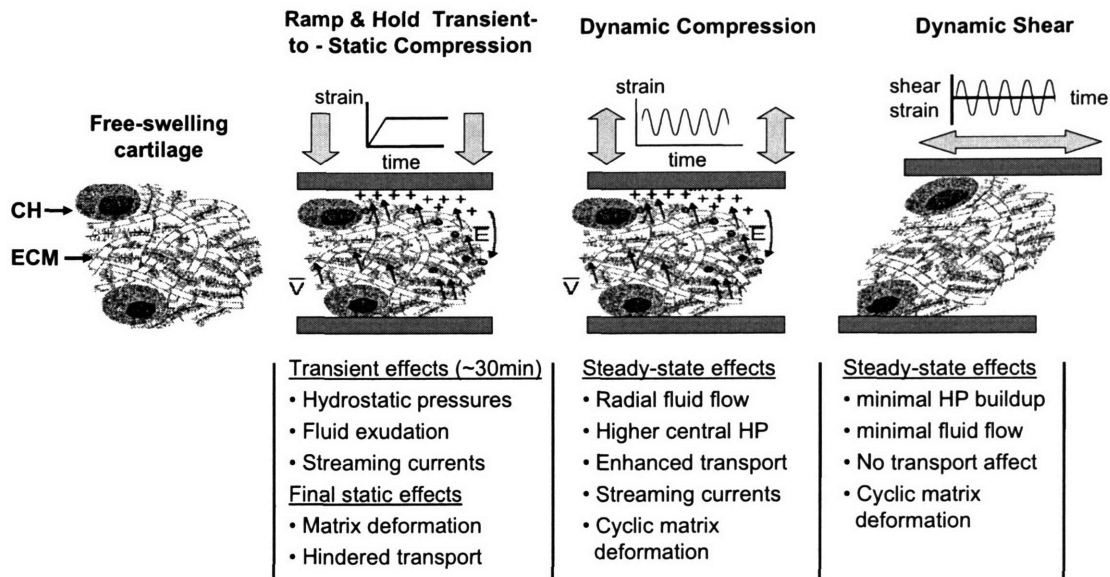 Ramp & Hold Transient-
to - Static Compression
Dynamic Compression
Dynamic Shear
Free-swelling
cartilage
CH
ECM
strain
time
V
E
strain
time
V
E
shear
strain
time
Transient effects (~30min)
• Hydrostatic pressures
• Fluid exudation
• Streaming currents
Final static effects
• Matrix deformation
• Hindered transport
Steady-state effects
• Radial fluid flow
• Higher central HP
• Enhanced transport
• Streaming currents
• Cyclic matrix
deformation
Steady-state effects
• minimal HP buildup
• minimal fluid flow
• No transport affect
• Cyclic matrix
deformation